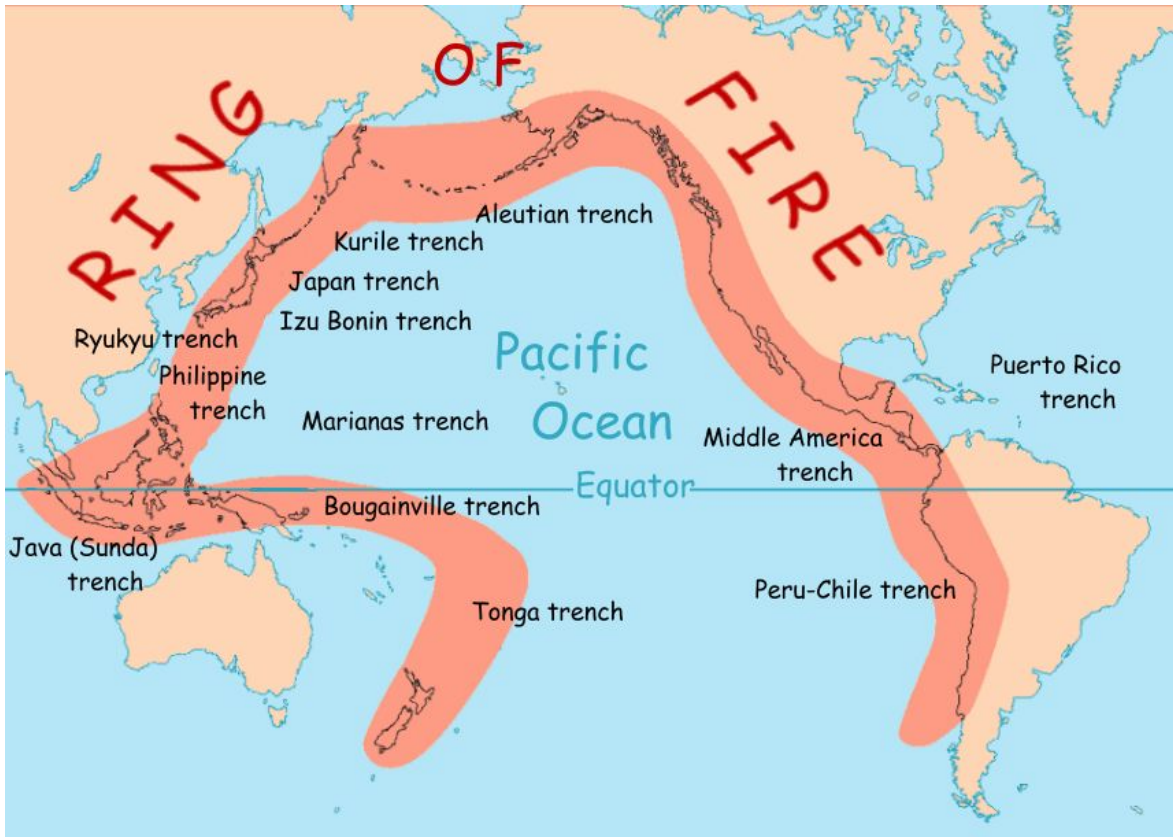 RING OF FIRE
Aleutian trench
Kurile trench
Japan trench
Izu Bonin trench
Ryukyu trench
Philippine
trench
Marianas trench
Pacific
Ocean
Puerto Rico
trench
Middle America
trench
Equator
Bougainville trench
Java (Sunda)
trench
Tonga trench
Peru-Chile trench